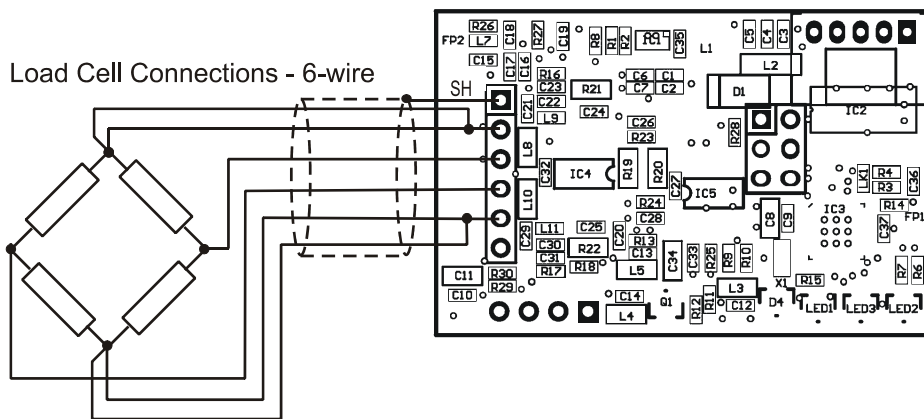 Load Cell Connections - 6-wire
SH
FP2
R26
L7
C15
C18
C17
C16
R27
C19
R8
R1
R2
C35
L1
C5
C4
C3
L2
D1
IC2
R16
C23
C22
L9
C21
R21
C24
C6
C1
C7
C2
C26
R23
R28
L8
C32
IC4
R19
R20
C27
IC5
L10
R24
C28
LK1
R4
R3
C36
R14
IC3
FP1
C37
C8
C9
C29
L11
C30
C31
R17
C25
R22
R18
C20
R13
C13
L5
C34
C33
R25
R9
R10
X1
R15
R7
R6
C11
C10
R30
R29
C14
L4
Q1
R12
R11
L3
C12
D4
LED1
LED3
LED2